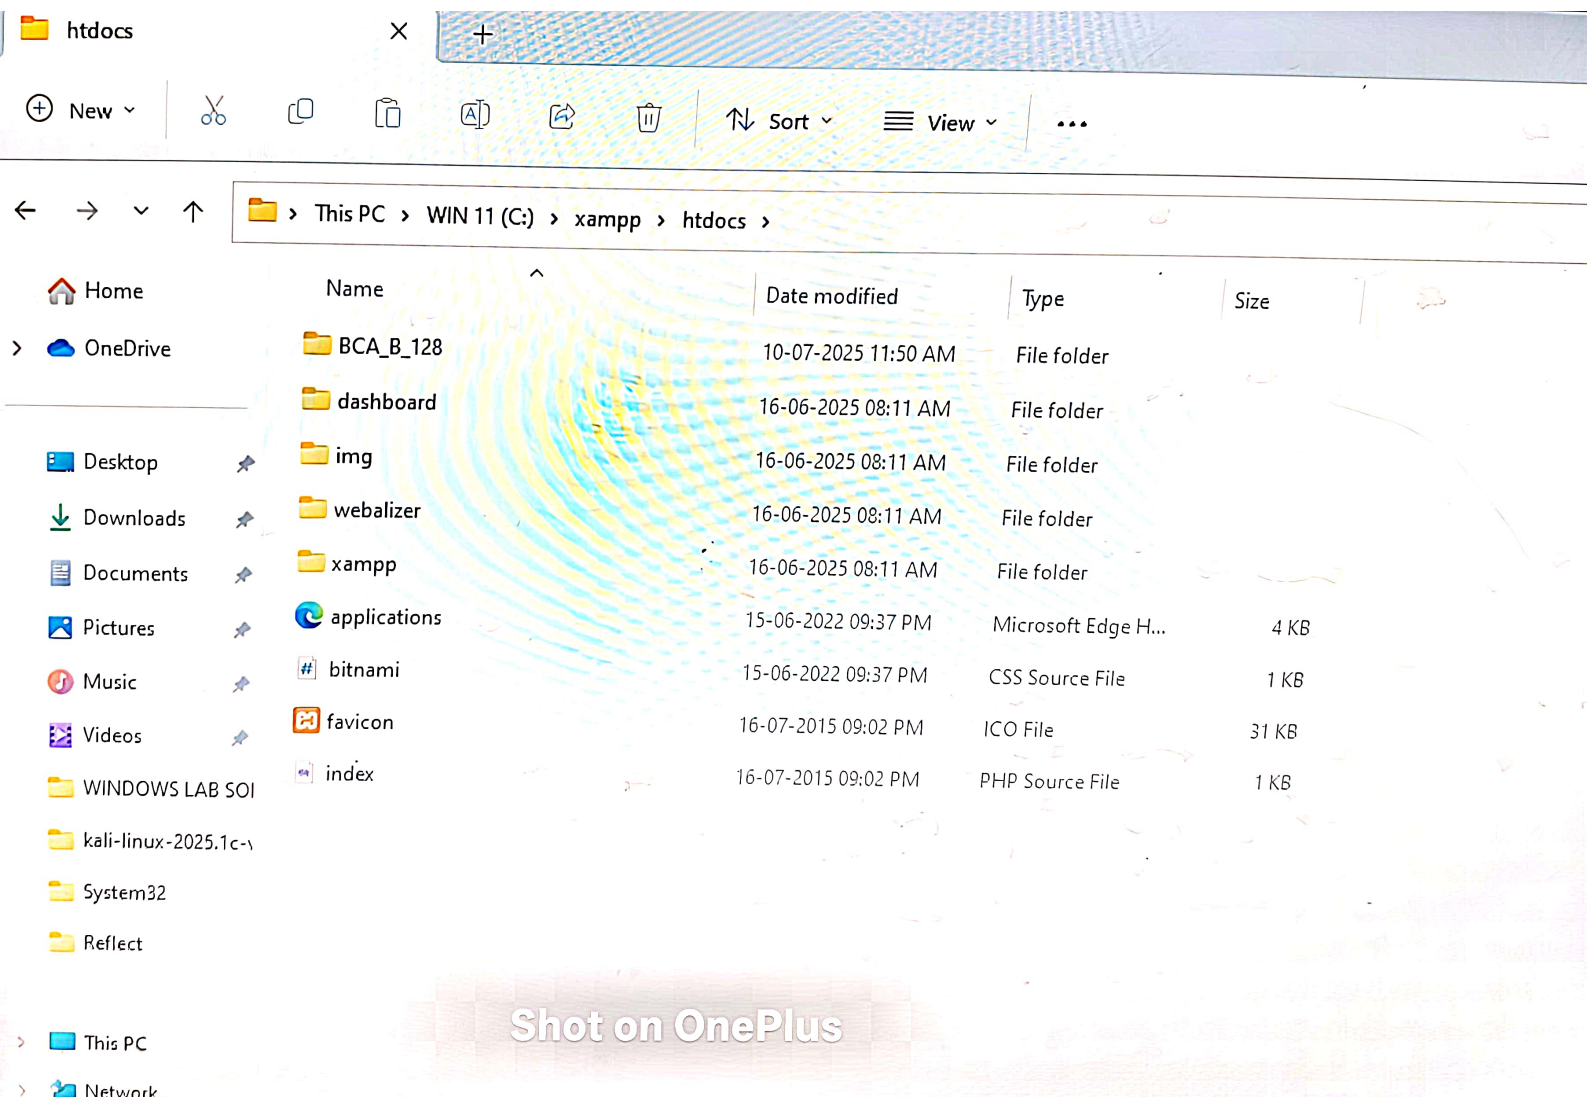 htdocs
New
Sort
View
This PC > WIN 11 (C:) > xampp > htdocs >
Home
OneDrive
Desktop
Downloads
Documents
Pictures
Music
Videos
WINDOWS LAB SOI
kali-linux-2025.1c-v
System32
Reflect
This PC
Network
Name Date modified Type Size
BCA_B_128 10-07-2025 11:50 AM File folder
dashboard 16-06-2025 08:11 AM File folder
img 16-06-2025 08:11 AM File folder
webalizer 16-06-2025 08:11 AM File folder
xampp 16-06-2025 08:11 AM File folder
applications 15-06-2022 09:37 PM Microsoft Edge H... 4 KB
bitnami 15-06-2022 09:37 PM CSS Source File 1 KB
favicon 16-07-2015 09:02 PM ICO File 31 KB
index 16-07-2015 09:02 PM PHP Source File 1 KB
Shot on OnePlus